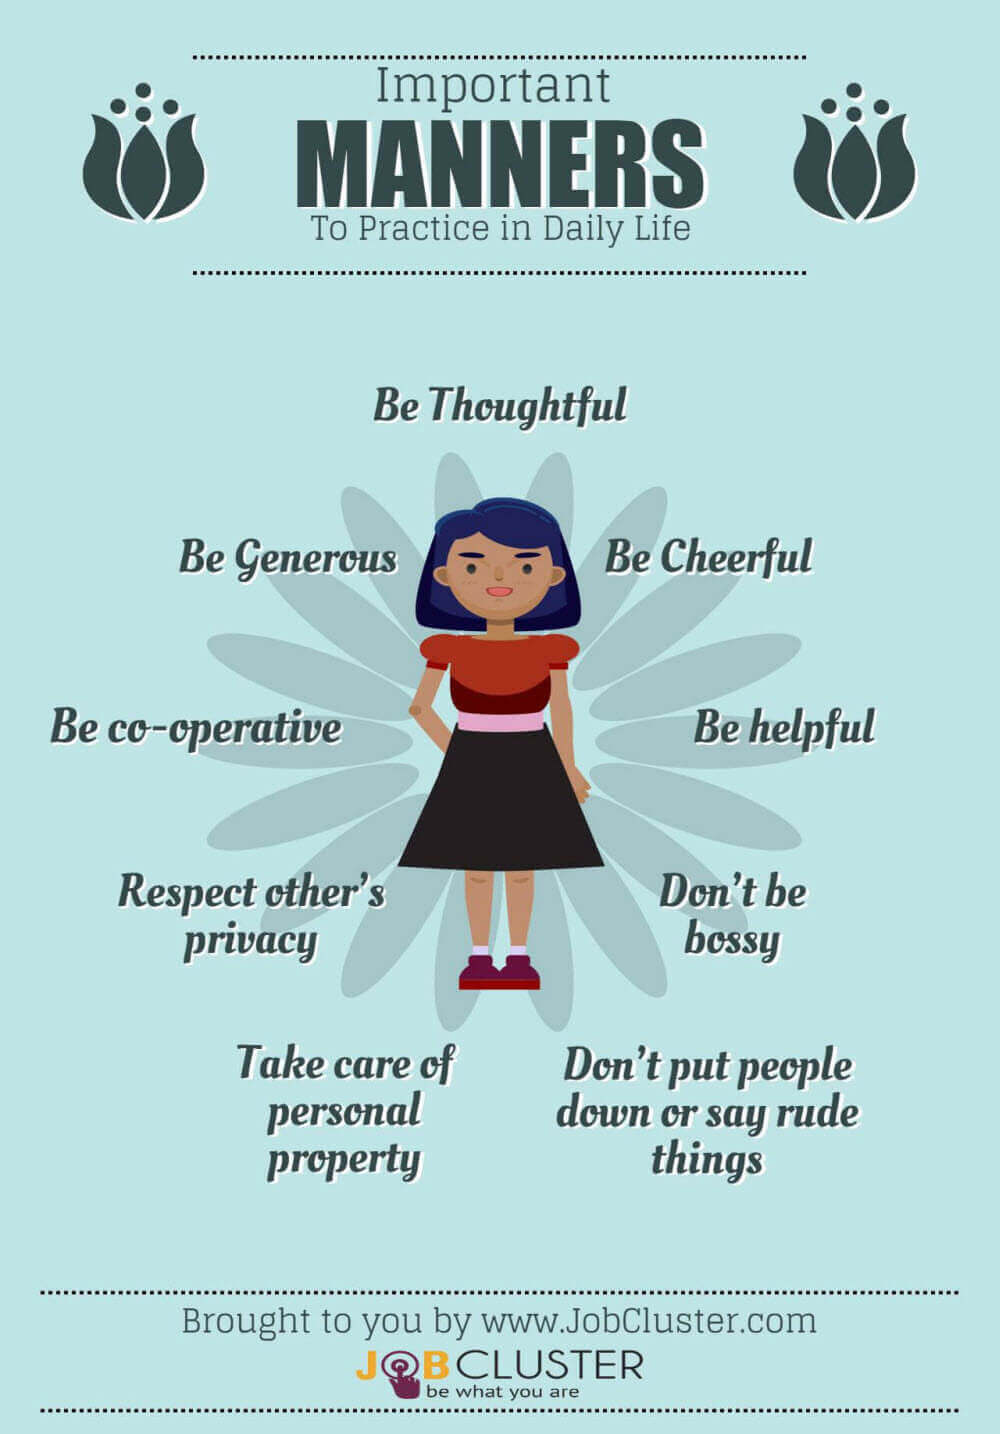 Important
MANNERS
To Practice in Daily Life
Be Thoughtful
Be Generous
Be Cheerful
Be co-operative
Be helpful
Respect other's
privacy
Don't be
bossy
Take care of
personal
property
Don't put people
down or say rude
things
Brought to you by www.JobCluster.com
JOBCLUSTER
be what you are